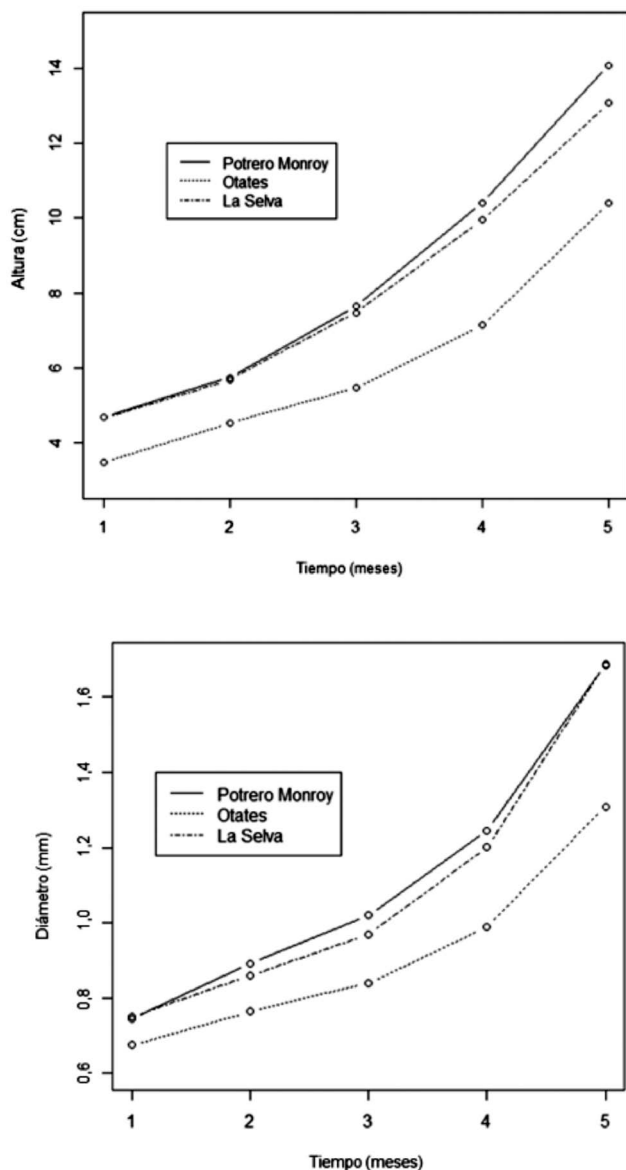 Altura (cm)
14
12
10
8
6
4
Potrero Monroy
Otates
La Selva
1 2 3 4 5
Tiempo (meses)
Diámetro (mm)
1,6
1,4
1,2
1,0
0,8
0,6
Potrero Monroy
Otates
La Selva
1 2 3 4 5
Tiempo (meses)